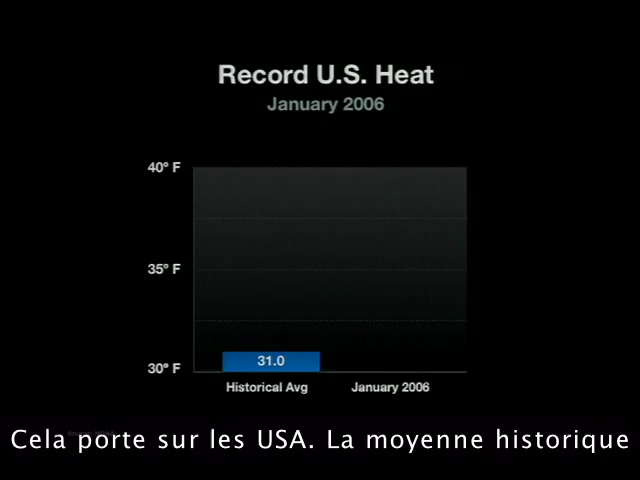 Record U.S. Heat
January 2006
40° F
35° F
30° F
31.0
Historical Avg January 2006
Cela porte sur les USA. La moyenne historique